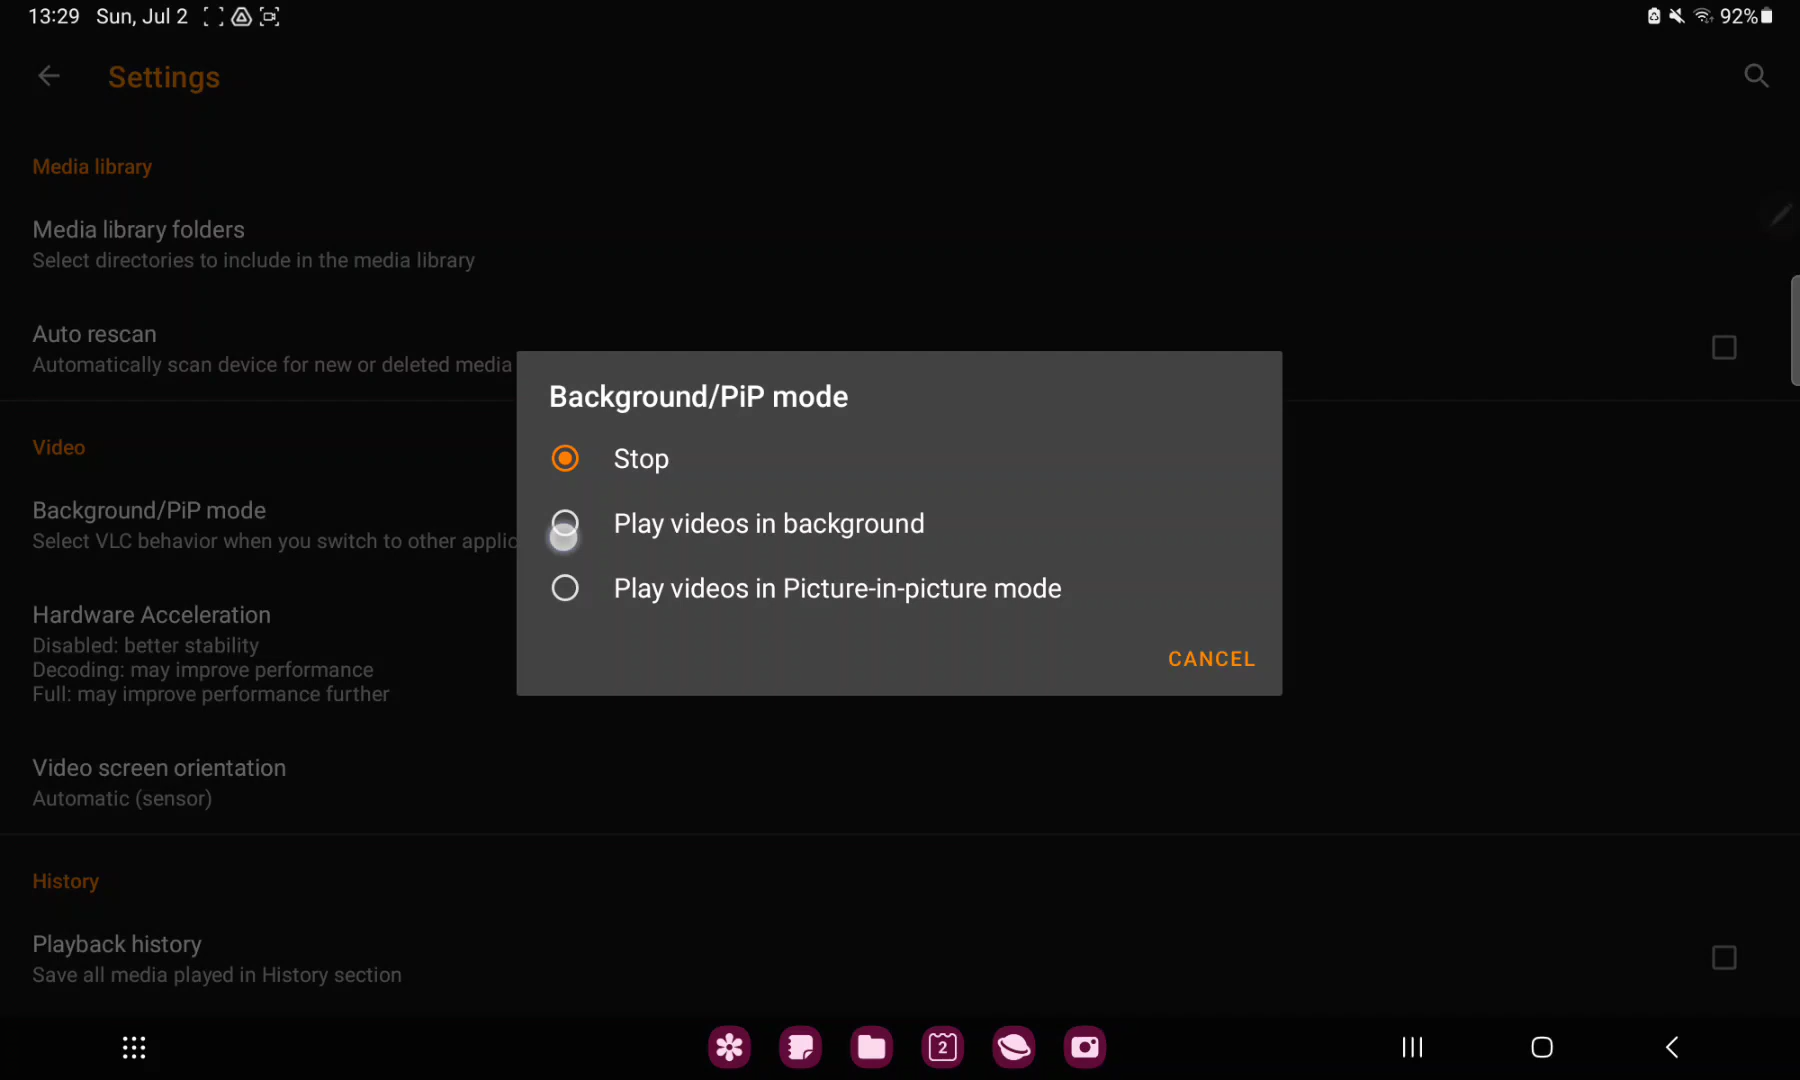 13:29 Sun, Jul 2 92%
Settings
Media library
Media library folders
Select directories to include in the media library
Auto rescan
Automatically scan device for new or deleted media
Background/PiP mode
Stop
Play videos in background
Play videos in Picture-in-picture mode
CANCEL
Video
Background/PiP mode
Select VLC behavior when you switch to other applic
Hardware Acceleration
Disabled: better stability
Decoding: may improve performance
Full: may improve performance further
Video screen orientation
Automatic (sensor)
History
Playback history
Save all media played in History section
2